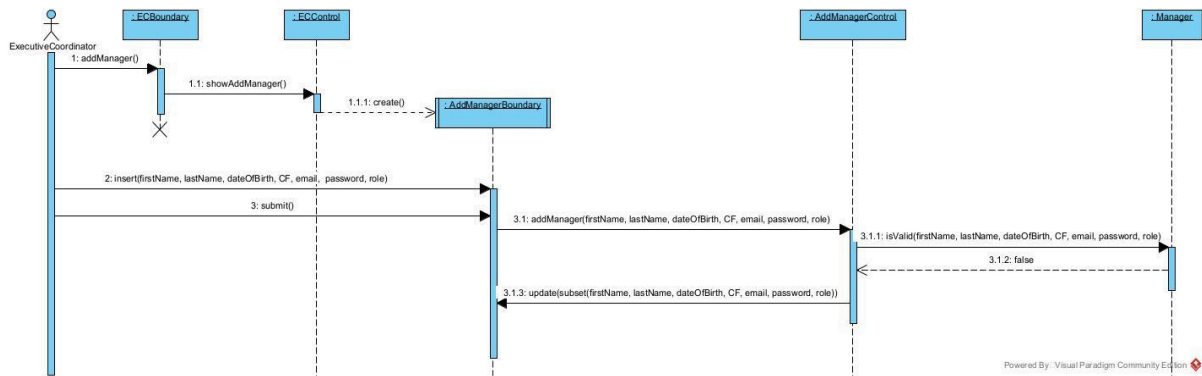 : ECBoundary
: ECControl
: AddManagerControl
: Manager
ExecutiveCoordinator
1: addManager()
1.1: showAddManager()
1.1.1: create()
: AddManagerBoundary
2: insert(firstName, lastName, dateOfBirth, CF, email, password, role)
3: submit()
3.1: addManager(firstName, lastName, dateOfBirth, CF, email, password, role)
3.1.1: isValid(firstName, lastName, dateOfBirth, CF, email, password, role)
3.1.2: false
3.1.3: update(subset(firstName, lastName, dateOfBirth, CF, email, password, role))
Powered By Visual Paradigm Community Edition